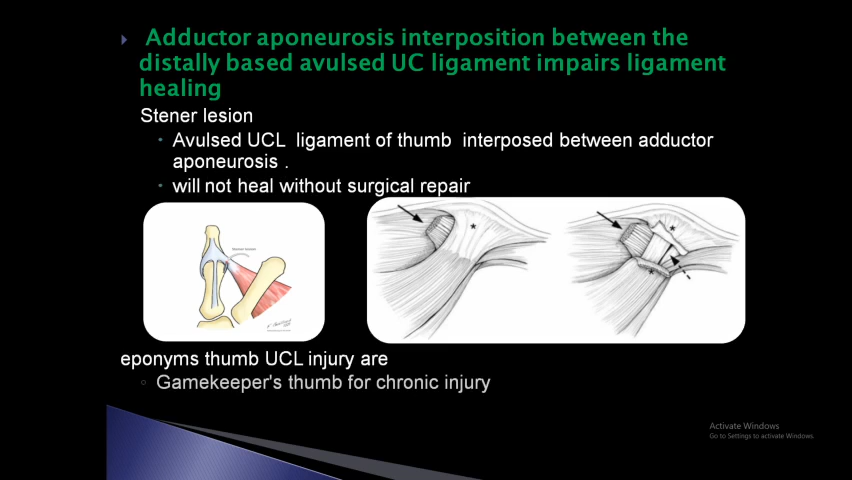 Adductor aponeurosis interposition between the
distally based avulsed UC ligament impairs ligament
healing
Stener lesion
Avulsed UCL ligament of thumb interposed between adductor
aponeurosis .
will not heal without surgical repair
*
*
*
eponyms thumb UCL injury are
Gamekeeper's thumb for chronic injury
Activate Windows
Go to Settings to activate Windows.